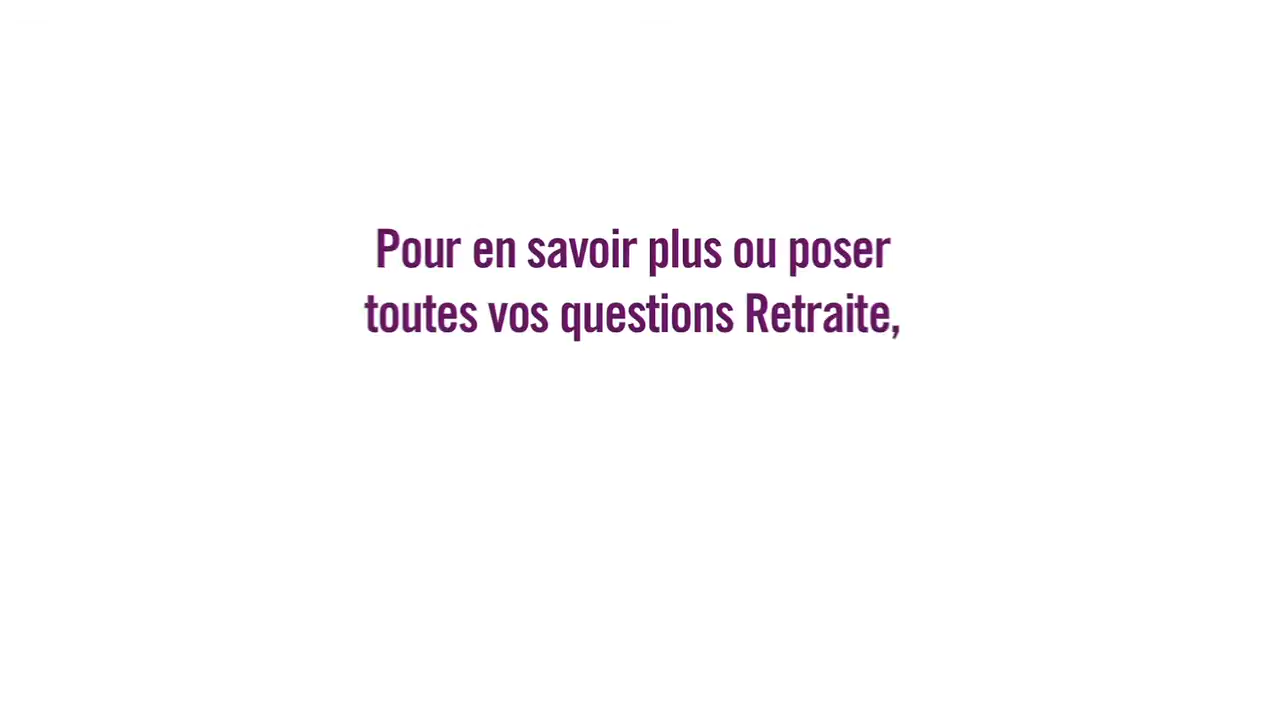 Pour en savoir plus ou poser
toutes vos questions Retraite,